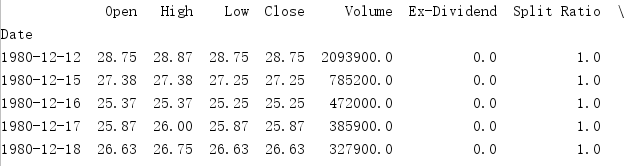 Open High Low Close Volume Ex-Dividend Split Ratio \
Date
1980-12-12 28.75 28.87 28.75 28.75 2093900.0 0.0 1.0
1980-12-15 27.38 27.38 27.25 27.25 785200.0 0.0 1.0
1980-12-16 25.37 25.37 25.25 25.25 472000.0 0.0 1.0
1980-12-17 25.87 26.00 25.87 25.87 385900.0 0.0 1.0
1980-12-18 26.63 26.75 26.63 26.63 327900.0 0.0 1.0